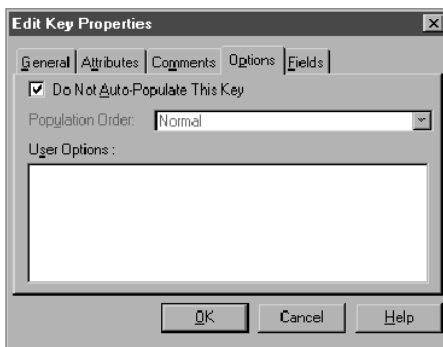 Edit Key Properties
General Attributes Comments Options Fields
Do Not Auto-Populate This Key
Population Order: Normal
User Options :
OK Cancel Help